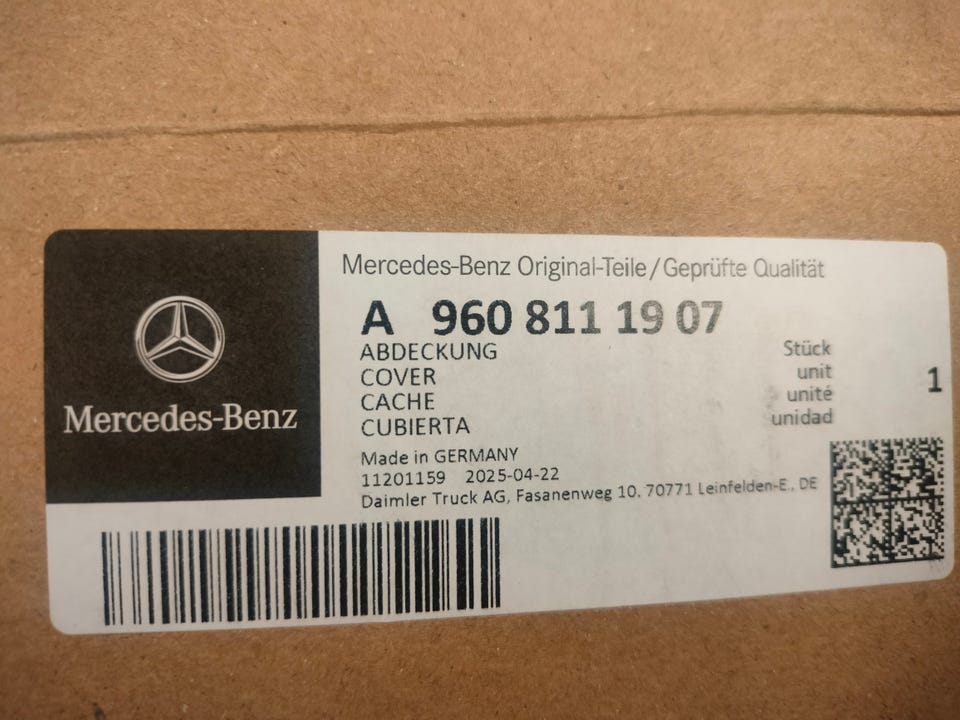 Mercedes-Benz Original-Teile/Geprüfte Qualität
A 960 811 19 07
ABDECKUNG
COVER
CACHE
CUBIERTA
Stück
unit
unité
unidad
1
Mercedes-Benz
Made in GERMANY
11201159 2025-04-22
Daimler Truck AG, Fasanenweg 10, 70771 Leinfelden-E., DE